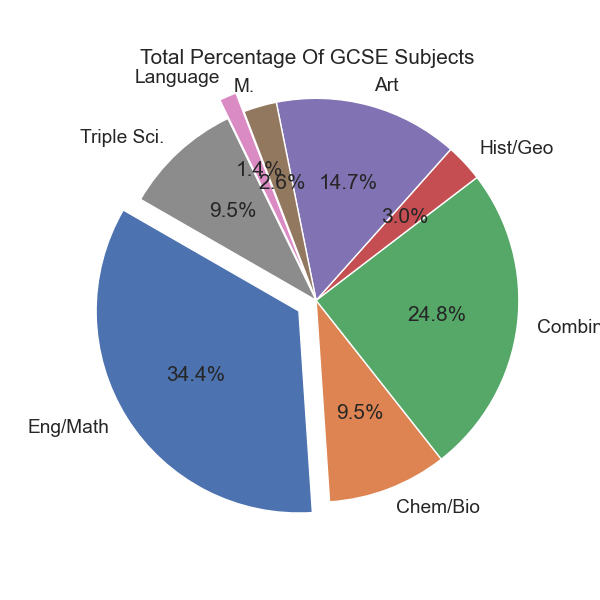 Total Percentage Of GCSE Subjects
Language
M.
Art
Triple Sci.
Hist/Geo
1.4%
2.6%
14.7%
9.5%
3.0%
24.8%
Combin
34.4%
9.5%
Eng/Math
Chem/Bio